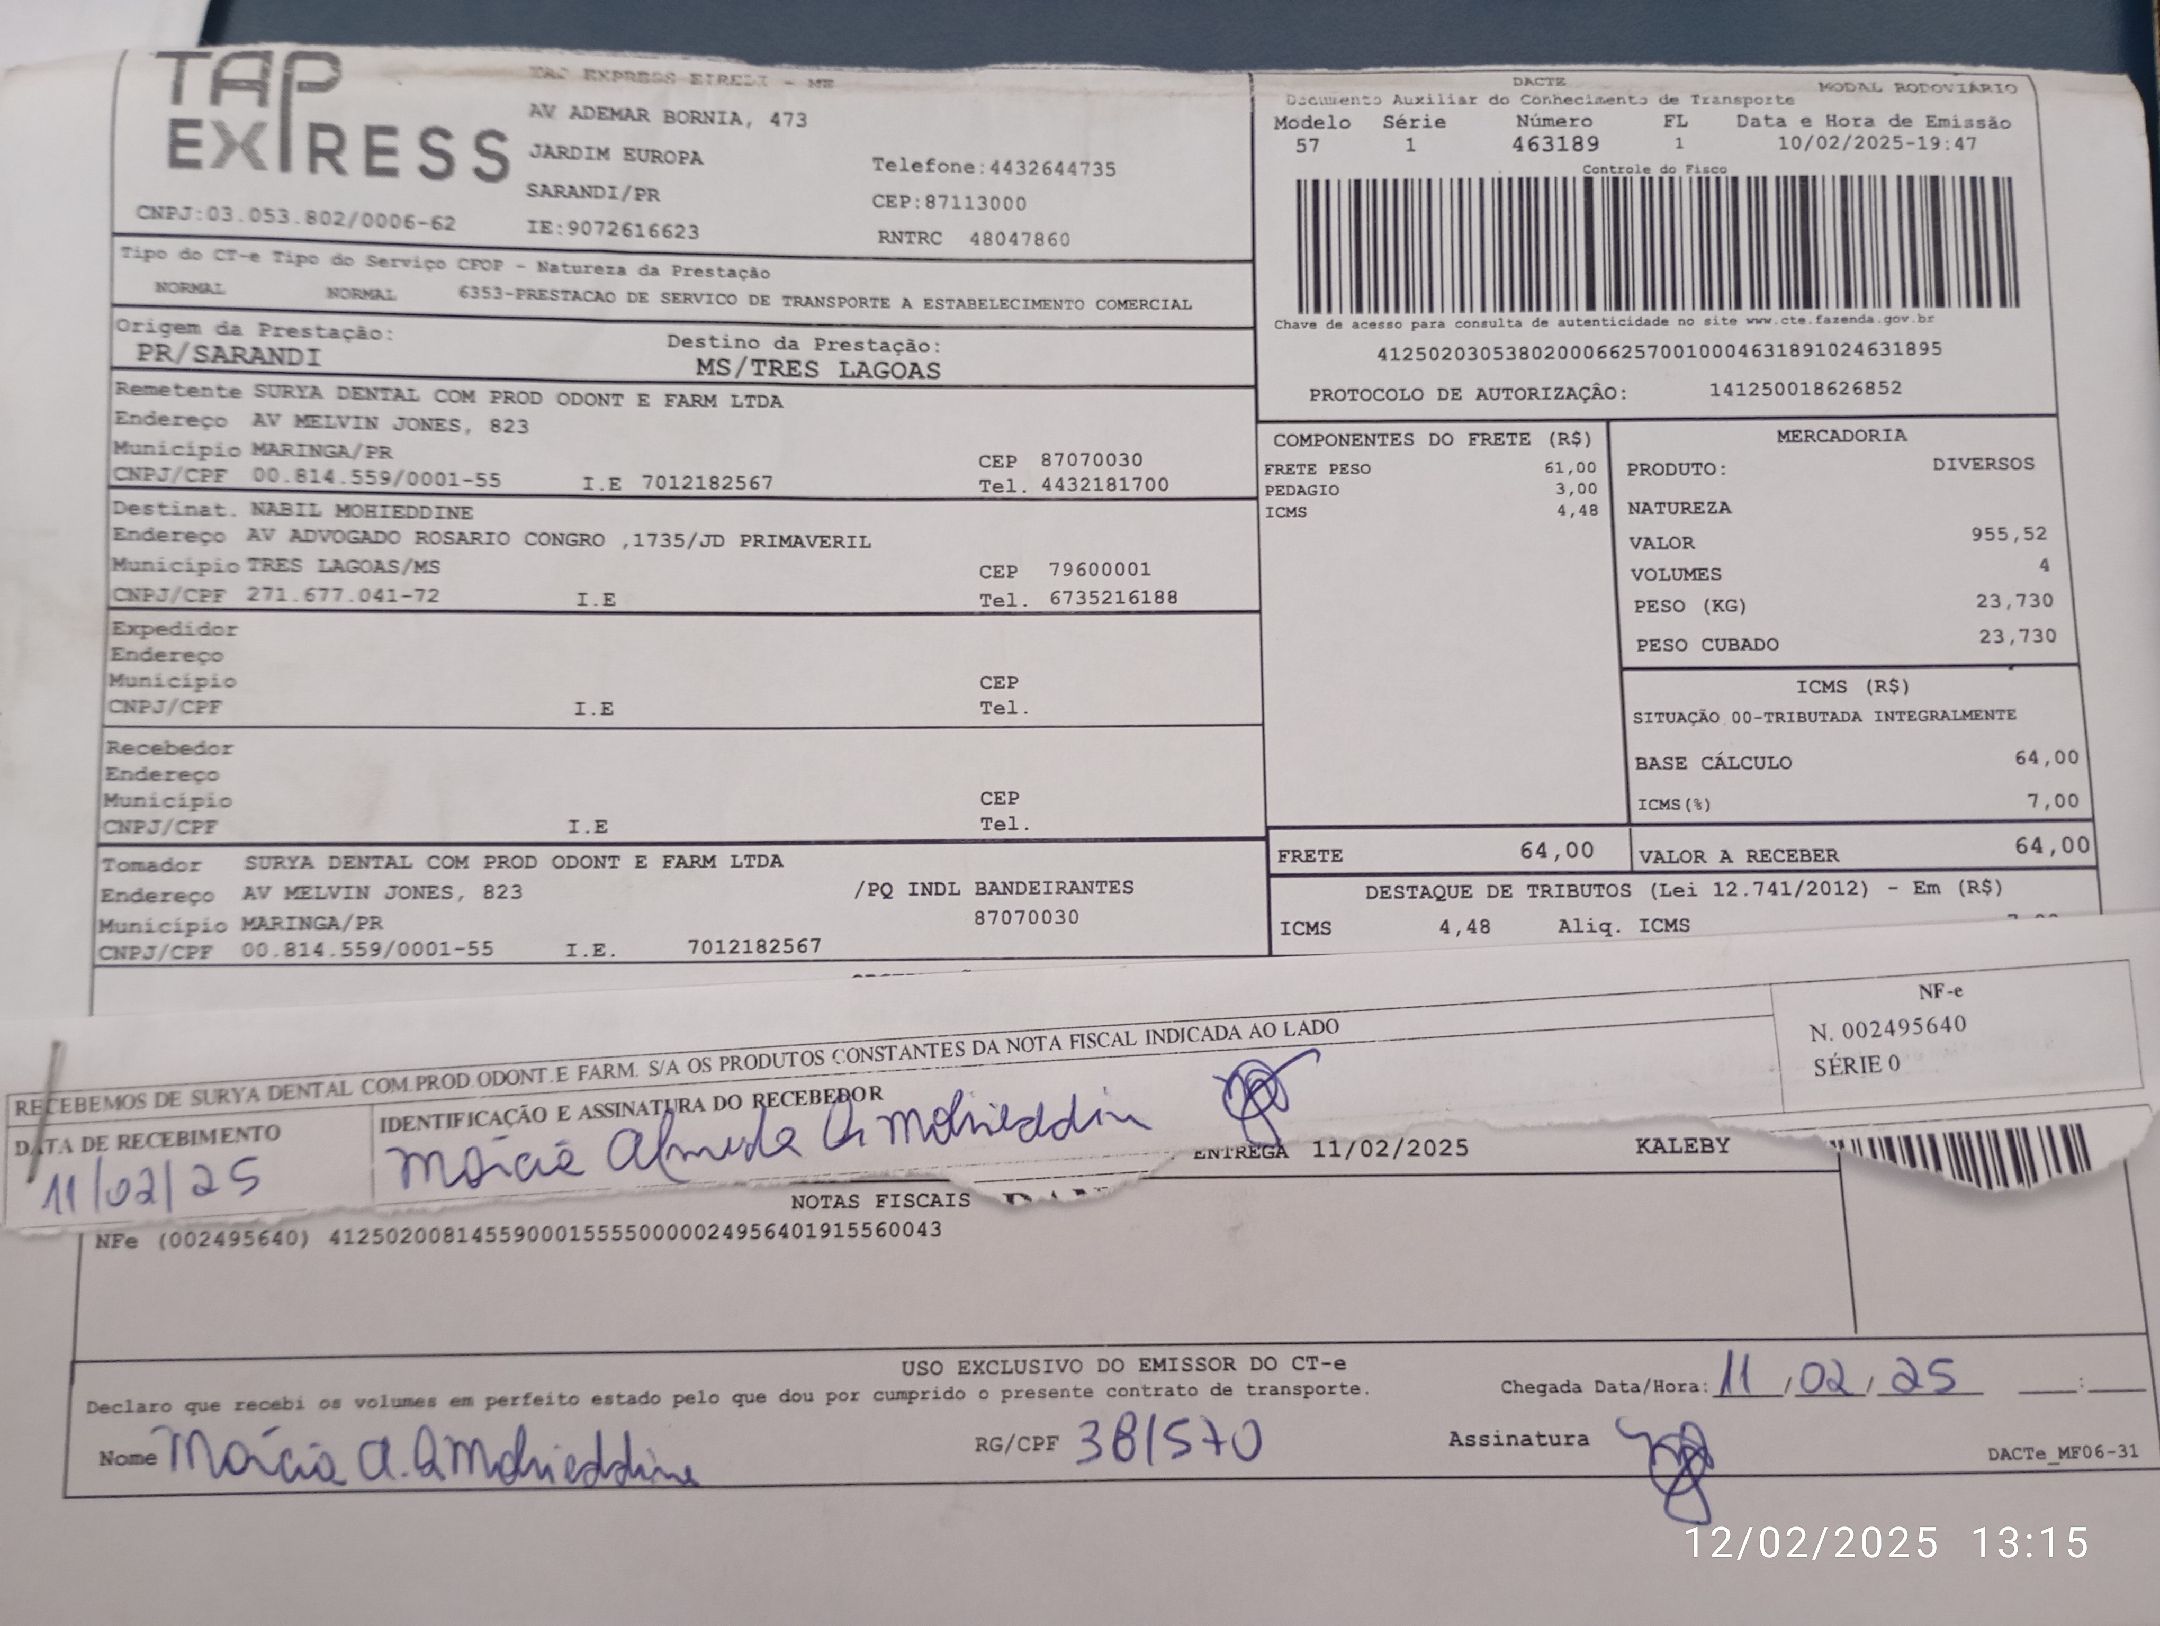 TAP EXPRESS
TAP EXPRESS EIRELI - ME
AV ADEMAR BORNIA, 473
JARDIM EUROPA
Telefone:4432644735
SARANDI/PR
CEP:87113000
CNPJ:03.053.802/0006-62
IE:9072616623
RNTRC 48047860
DACTE
MODAL RODOVIÁRIO
Documento Auxiliar do Conhecimento de Transporte
Modelo Série Número FL Data e Hora de Emissão
57 1 463189 1 10/02/2025-19:47
Controle do Fisco
Chave de acesso para consulta de autenticidade no site www.cte.fazenda.gov.br
41250203053802000662570010004631891024631895
PROTOCOLO DE AUTORIZAÇÃO: 141250018626852
Tipo do CT-e Tipo do Serviço CFOP - Natureza da Prestação
NORMAL NORMAL 6353-PRESTACAO DE SERVICO DE TRANSPORTE A ESTABELECIMENTO COMERCIAL
Origem da Prestação: Destino da Prestação:
PR/SARANDI MS/TRES LAGOAS
Remetente SURYA DENTAL COM PROD ODONT E FARM LTDA
Endereço AV MELVIN JONES, 823
Município MARINGA/PR CEP 87070030
CNPJ/CPF 00.814.559/0001-55 I.E 7012182567 Tel. 4432181700
Destinat. NABIL MOHIEDDINE
Endereço AV ADVOGADO ROSARIO CONGRO ,1735/JD PRIMAVERIL
Município TRES LAGOAS/MS CEP 79600001
CNPJ/CPF 271.677.041-72 I.E Tel. 6735216188
Expedidor
Endereço
Município CEP
CNPJ/CPF I.E Tel.
Recebedor
Endereço
Município CEP
CNPJ/CPF I.E Tel.
Tomador SURYA DENTAL COM PROD ODONT E FARM LTDA
Endereço AV MELVIN JONES, 823 /PQ INDL BANDEIRANTES
Município MARINGA/PR 87070030
CNPJ/CPF 00.814.559/0001-55 I.E. 7012182567
COMPONENTES DO FRETE (R$)
FRETE PESO 61,00
PEDAGIO 3,00
ICMS 4,48
MERCADORIA
PRODUTO: DIVERSOS
NATUREZA
VALOR 955,52
VOLUMES 4
PESO (KG) 23,730
PESO CUBADO 23,730
ICMS (R$)
SITUAÇÃO 00-TRIBUTADA INTEGRALMENTE
BASE CÁLCULO 64,00
ICMS(%) 7,00
FRETE 64,00 VALOR A RECEBER 64,00
DESTAQUE DE TRIBUTOS (Lei 12.741/2012) - Em (R$)
ICMS 4,48 Aliq. ICMS
RECEBEMOS DE SURYA DENTAL COM.PROD.ODONT.E FARM. S/A OS PRODUTOS CONSTANTES DA NOTA FISCAL INDICADA AO LADO
NF-e
N. 002495640
SÉRIE 0
DATA DE RECEBIMENTO
11/02/25
IDENTIFICAÇÃO E ASSINATURA DO RECEBEDOR
ENTREGA 11/02/2025 KALEBY
NOTAS FISCAIS
NFe (002495640) 41250200814559000155550000024956401915560043
USO EXCLUSIVO DO EMISSOR DO CT-e
Declaro que recebi os volumes em perfeito estado pelo que dou por cumprido o presente contrato de transporte.
Chegada Data/Hora: 11/02/25 __:__
Nome Márcia A. Q Mohieddine RG/CPF 381570 Assinatura
DACTe_MF06-31
12/02/2025 13:15